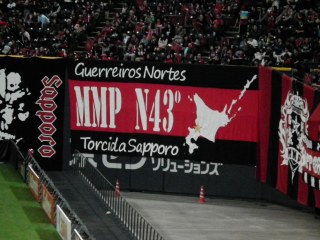 Guerreiros Nortes
sapporo
MMP N43°
Torcida Sapporo
ソリューションズ